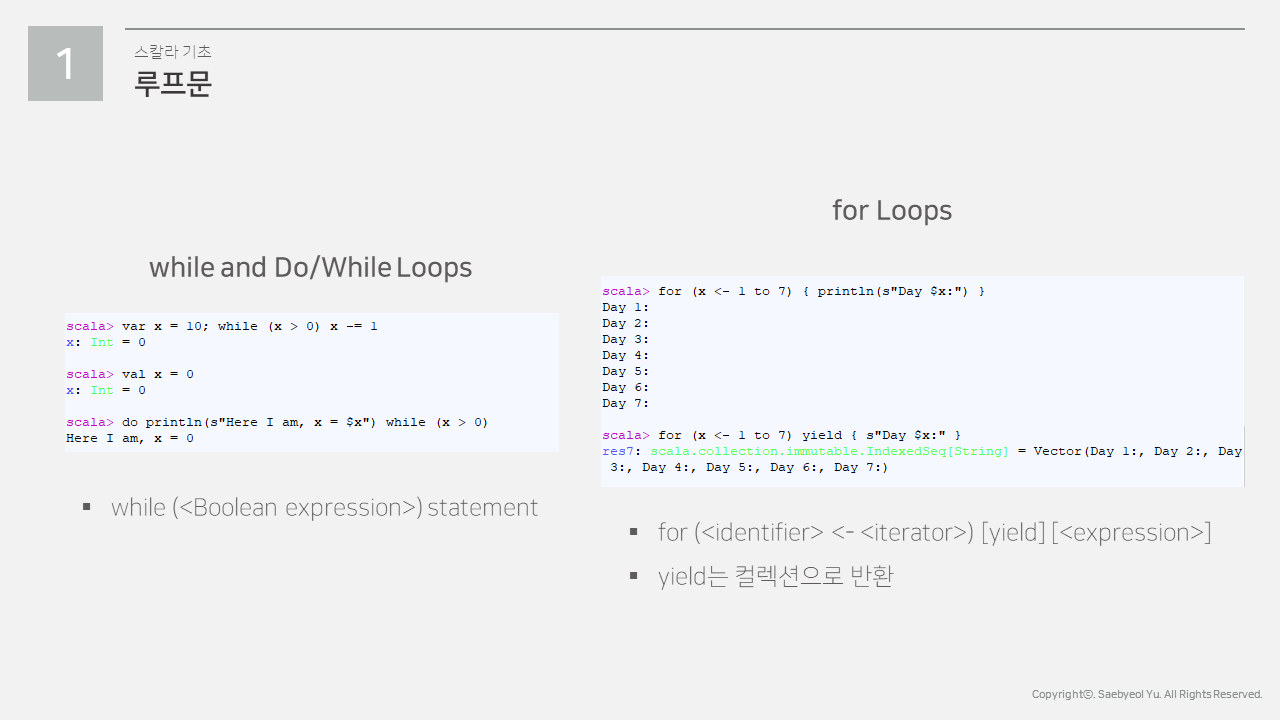 1
스칼라 기초
루프문
while and Do/While Loops
scala> var x = 10; while (x > 0) x -= 1
x: Int = 0
scala> val x = 0
x: Int = 0
scala> do println(s"Here I am, x = $x") while (x > 0)
Here I am, x = 0
▪ while (<Boolean expression>) statement
for Loops
scala> for (x <- 1 to 7) { println(s"Day $x:") }
Day 1:
Day 2:
Day 3:
Day 4:
Day 5:
Day 6:
Day 7:
scala> for (x <- 1 to 7) yield { s"Day $x:" }
res7: scala.collection.immutable.IndexedSeq[String] = Vector(Day 1:, Day 2:, Day
3:, Day 4:, Day 5:, Day 6:, Day 7:)
▪ for (<identifier> <- <iterator>) [yield] [<expression>]
▪ yield는 컬렉션으로 반환
Copyrightⓒ. Saebyeol Yu. All Rights Reserved.